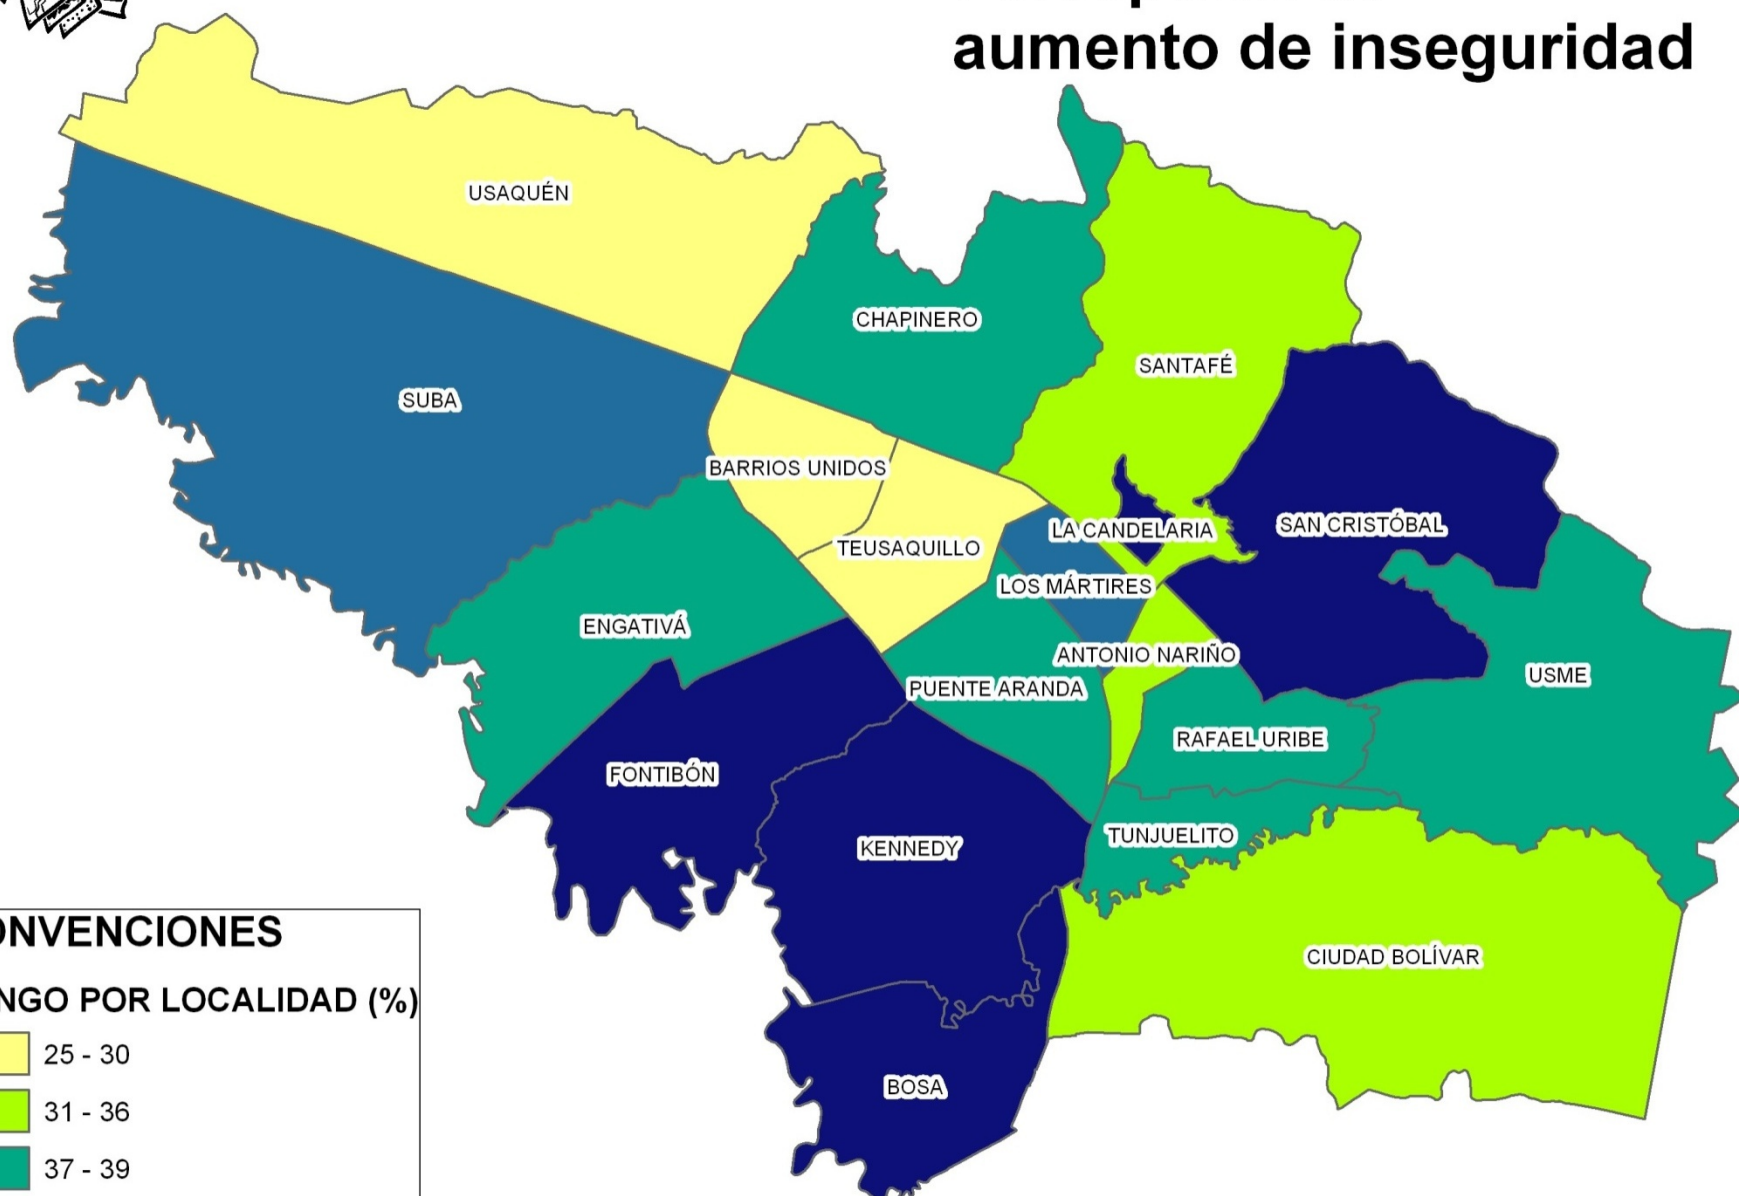 aumento de inseguridad
USAQUÉN
CHAPINERO
SANTAFÉ
SUBA
BARRIOS UNIDOS
SAN CRISTÓBAL
LA CANDELARIA
TEUSAQUILLO
LOS MÁRTIRES
ENGATIVÁ
ANTONIO NARIÑO
USME
PUENTE ARANDA
RAFAEL URIBE
FONTIBÓN
TUNJUELITO
KENNEDY
CIUDAD BOLÍVAR
BOSA
ONVENCIONES
NGO POR LOCALIDAD (%)
25 - 30
31 - 36
37 - 39